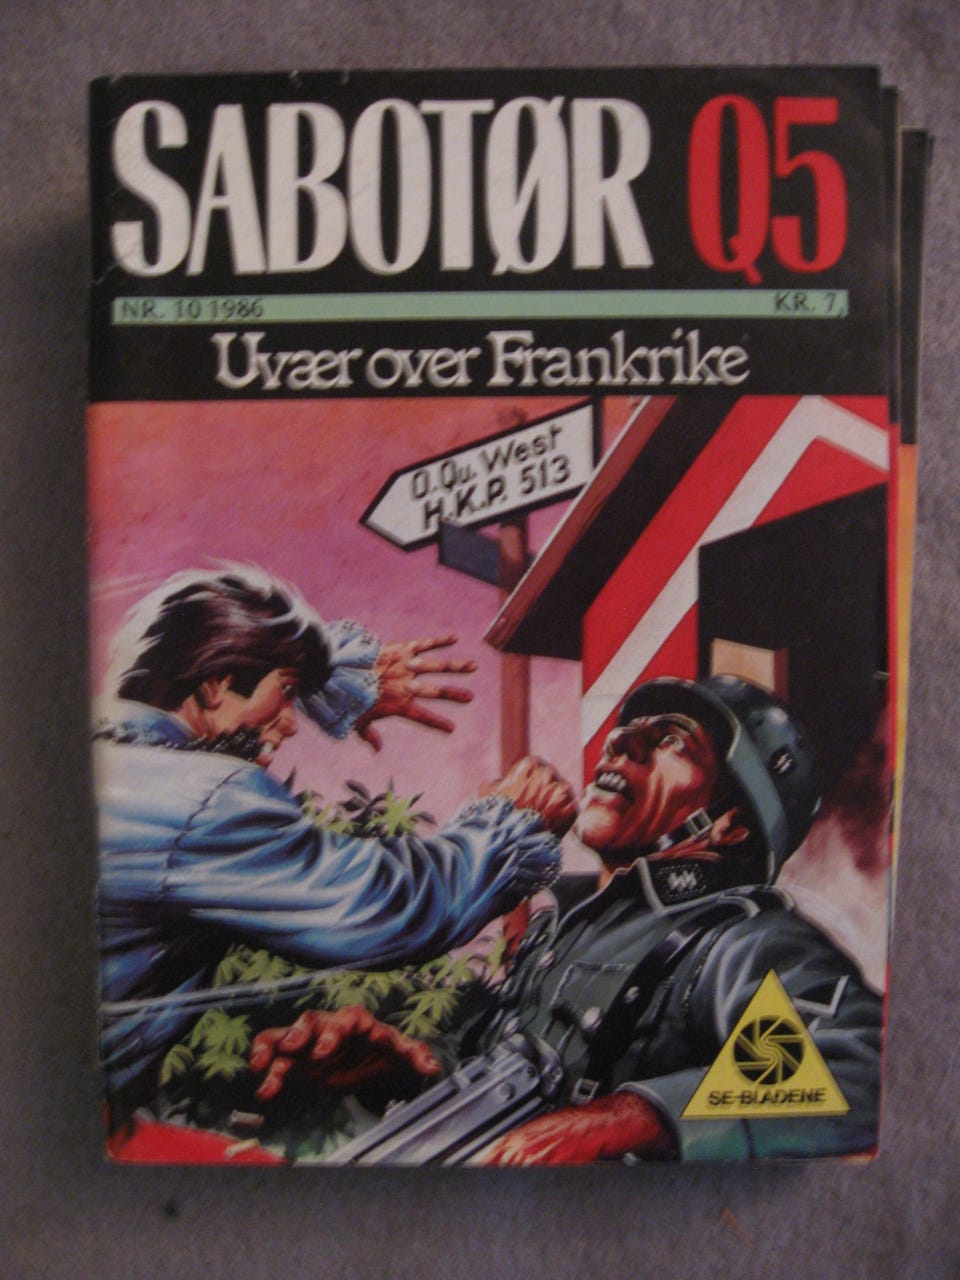 SABOTØR Q5
NR. 10 1986 KR. 7,
Uvær over Frankrike
O.Qu. West
H.K.P. 513
SE-BLADENE